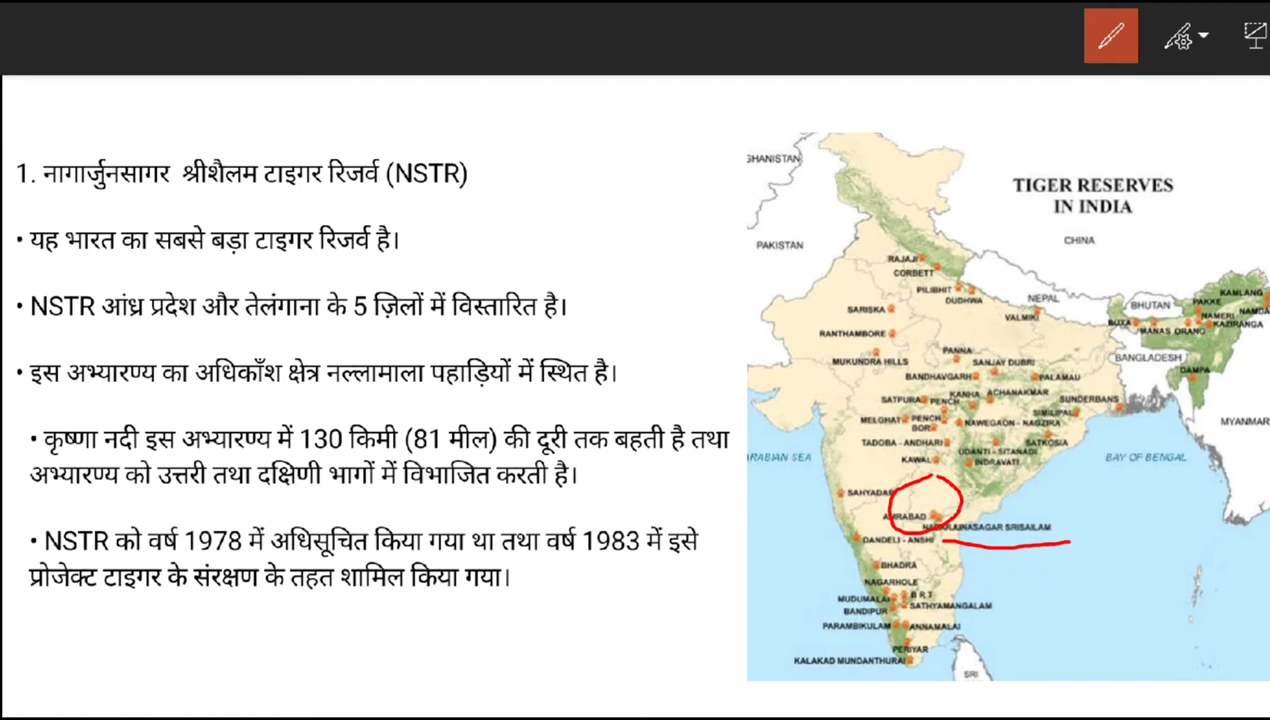 1. नागार्जुनसागर श्रीशैलम टाइगर रिजर्व (NSTR)
• यह भारत का सबसे बड़ा टाइगर रिजर्व है।
• NSTR आंध्र प्रदेश और तेलंगाना के 5 ज़िलों में विस्तारित है।
• इस अभ्यारण्य का अधिकाँश क्षेत्र नल्लामाला पहाड़ियों में स्थित है।
• कृष्णा नदी इस अभ्यारण्य में 130 किमी (81 मील) की दूरी तक बहती है तथा
अभ्यारण्य को उत्तरी तथा दक्षिणी भागों में विभाजित करती है।
• NSTR को वर्ष 1978 में अधिसूचित किया गया था तथा वर्ष 1983 में इसे
प्रोजेक्ट टाइगर के संरक्षण के तहत शामिल किया गया।
TIGER RESERVES
IN INDIA
GHANISTAN
PAKISTAN
CHINA
RAJAJI
CORBETT
PILIBHIT
DUDHWA
NEPAL
BHUTAN
KAMLANG
PAKKE
NAMDA
NAMERI
SARISKA
VALMIKI
BUXA
MANAS ORANG
KAZIRANGA
RANTHAMBORE
MUKUNDRA HILLS
PANNA
SANJAY DUBRI
BANGLADESH
DAMPA
BANDHAVGARH
PALAMAU
KANHA
ACHANAKMAR
SATPURA
PENCH
SUNDERBANS
SIMILIPAL
MELGHAT
PENCH
BOR
NAWEGAON - NAGZIRA
MYANMAR
TADOBA - ANDHARI
SATKOSIA
UDANTI - SITANADI
ARABIAN SEA
BAY OF BENGAL
KAWAL
INDRAVATI
SAHYADRI
AMRABAD
NAGARJUNASAGAR SRISAILAM
DANDELI - ANSHI
BHADRA
NAGARHOLE
MUDUMALAI
B R T
BANDIPUR
SATHYAMANGALAM
PARAMBIKULAM
ANNAMALAI
PERIYAR
KALAKAD MUNDANTHURAI
SRI